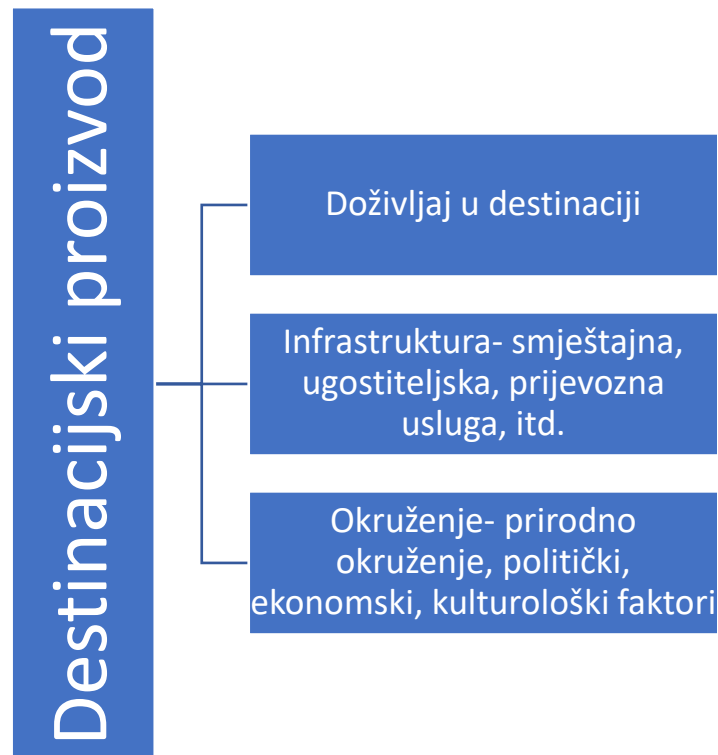 Destinacijski proizvod
Doživljaj u destinaciji
Infrastruktura- smještajna,
ugostiteljska, prijevozna
usluga, itd.
Okruženje- prirodno
okruženje, politički,
ekonomski, kulturološki faktori